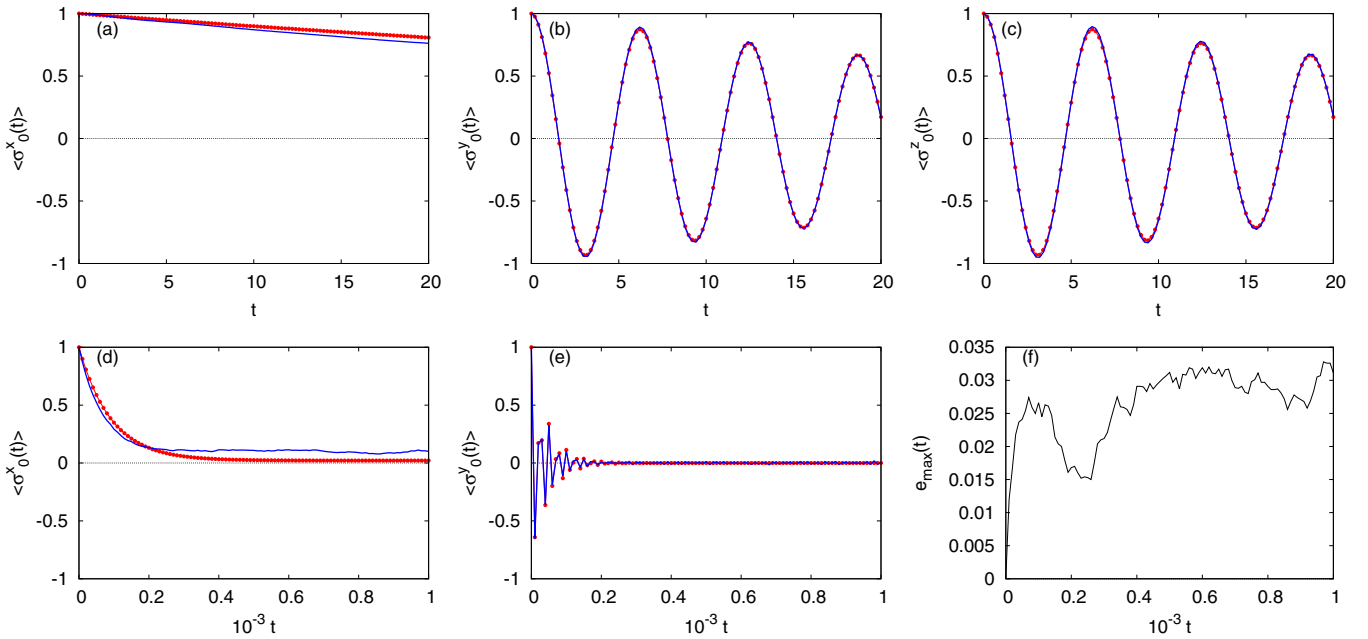 (a)
<σ^x_0(t)>
1
0.5
0
-0.5
-1
0 5 10 15 20
t
(b)
<σ^y_0(t)>
1
0.5
0
-0.5
-1
0 5 10 15 20
t
(c)
<σ^z_0(t)>
1
0.5
0
-0.5
-1
0 5 10 15 20
t
(d)
<σ^x_0(t)>
1
0.5
0
-0.5
-1
0 0.2 0.4 0.6 0.8 1
10^-3 t
(e)
<σ^y_0(t)>
1
0.5
0
-0.5
-1
0 0.2 0.4 0.6 0.8 1
10^-3 t
(f)
e_max(t)
0.035
0.03
0.025
0.02
0.015
0.01
0.005
0
0 0.2 0.4 0.6 0.8 1
10^-3 t